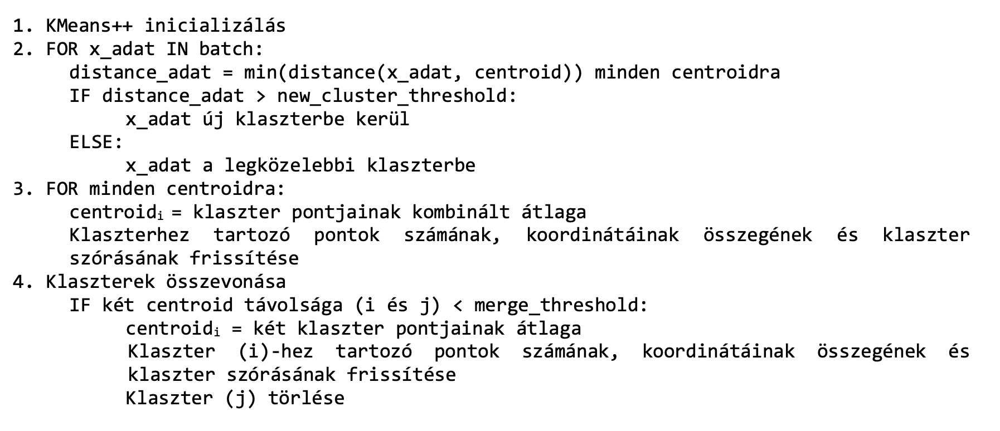 1. KMeans++ inicializálás
2. FOR x_adat IN batch:
distance_adat = min(distance(x_adat, centroid)) minden centroidra
IF distance_adat > new_cluster_threshold:
x_adat új klaszterbe kerül
ELSE:
x_adat a legközelebbi klaszterbe
3. FOR minden centroidra:
centroidᵢ = klaszter pontjainak kombinált átlaga
Klaszterhez tartozó pontok számának, koordinátáinak összegének és klaszter
szórásának frissítése
4. Klaszterek összevonása
IF két centroid távolsága (i és j) < merge_threshold:
centroidᵢ = két klaszter pontjainak átlaga
Klaszter (i)-hez tartozó pontok számának, koordinátáinak összegének és
klaszter szórásának frissítése
Klaszter (j) törlése